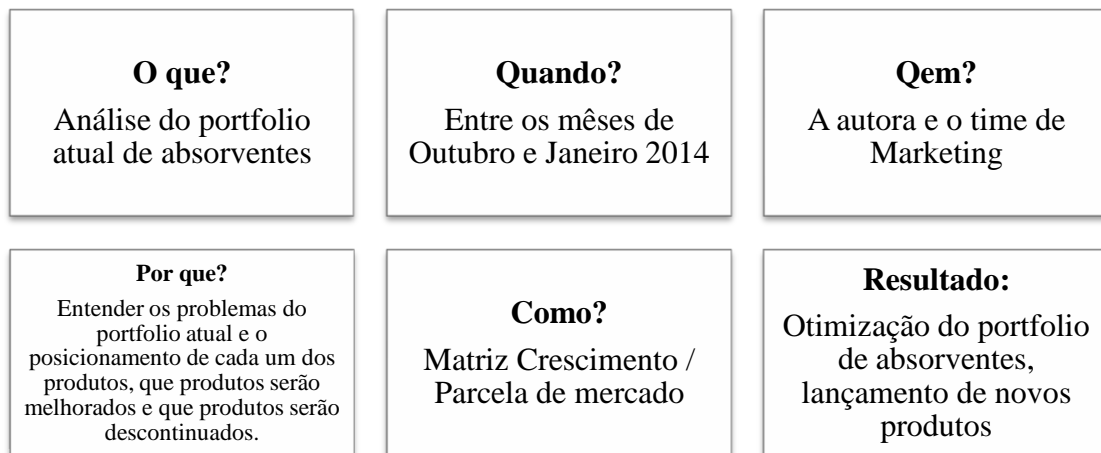 O que?
Análise do portfolio
atual de absorventes
Quando?
Entre os mêses de
Outubro e Janeiro 2014
Qem?
A autora e o time de
Marketing
Por que?
Entender os problemas do
portfolio atual e o
posicionamento de cada um dos
produtos, que produtos serão
melhorados e que produtos serão
descontinuados.
Como?
Matriz Crescimento /
Parcela de mercado
Resultado:
Otimização do portfolio
de absorventes,
lançamento de novos
produtos